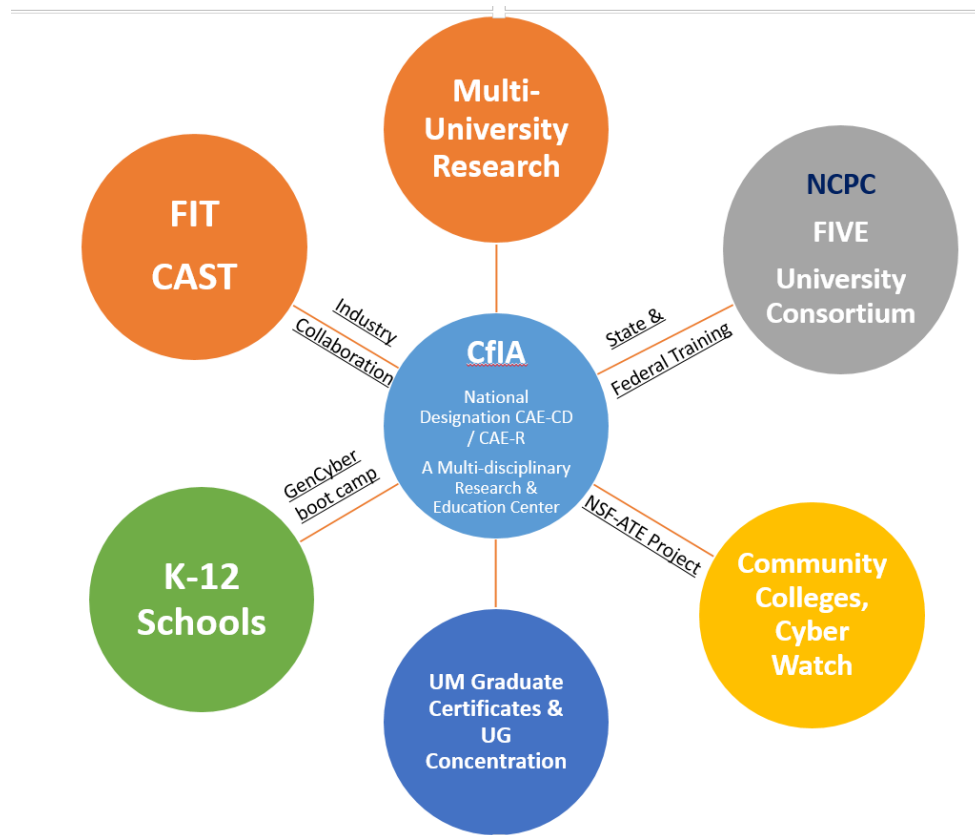 Multi-
University
Research
FIT
CAST
NCPC
FIVE
University
Consortium
Industry
Collaboration
State &
Federal Training
CfIA
National
Designation CAE-CD
/ CAE-R
A Multi-disciplinary
Research &
Education Center
GenCyber
boot camp
NSF-ATE Project
K-12
Schools
Community
Colleges,
Cyber
Watch
UM Graduate
Certificates &
UG
Concentration